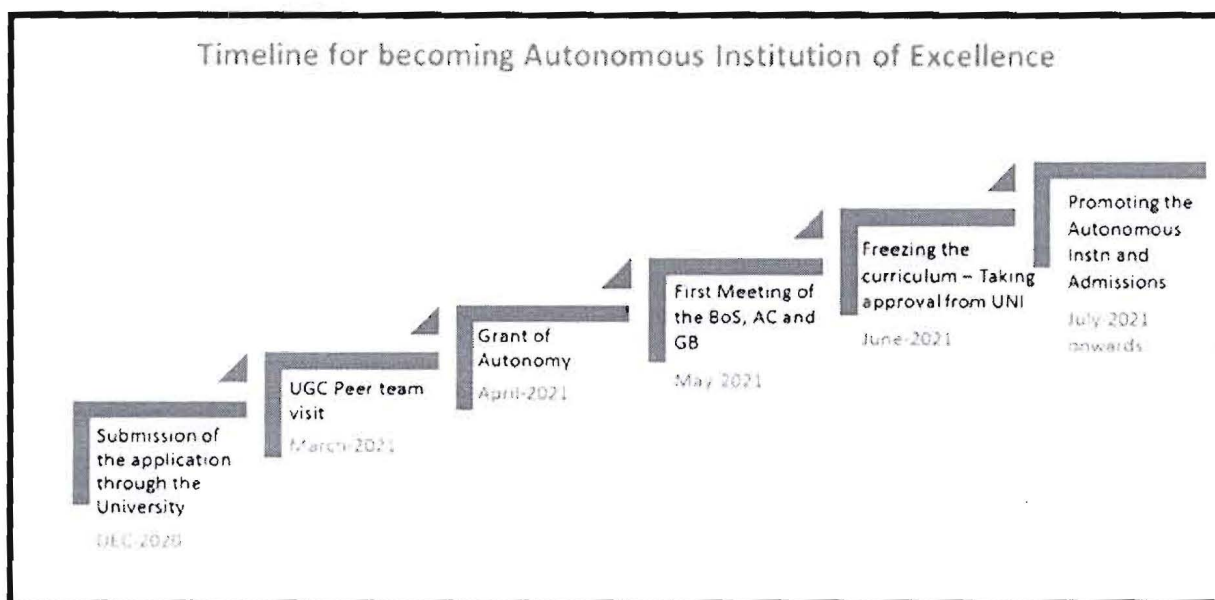 Timeline for becoming Autonomous Institution of Excellence
Submission of
the application
through the
University
DEC-2020
UGC Peer team
visit
March-2021
Grant of
Autonomy
April-2021
First Meeting of
the BoS, AC and
GB
May 2021
Freezing the
curriculum – Taking
approval from UNI
June-2021
Promoting the
Autonomous
Instn and
Admissions
July-2021
onwards